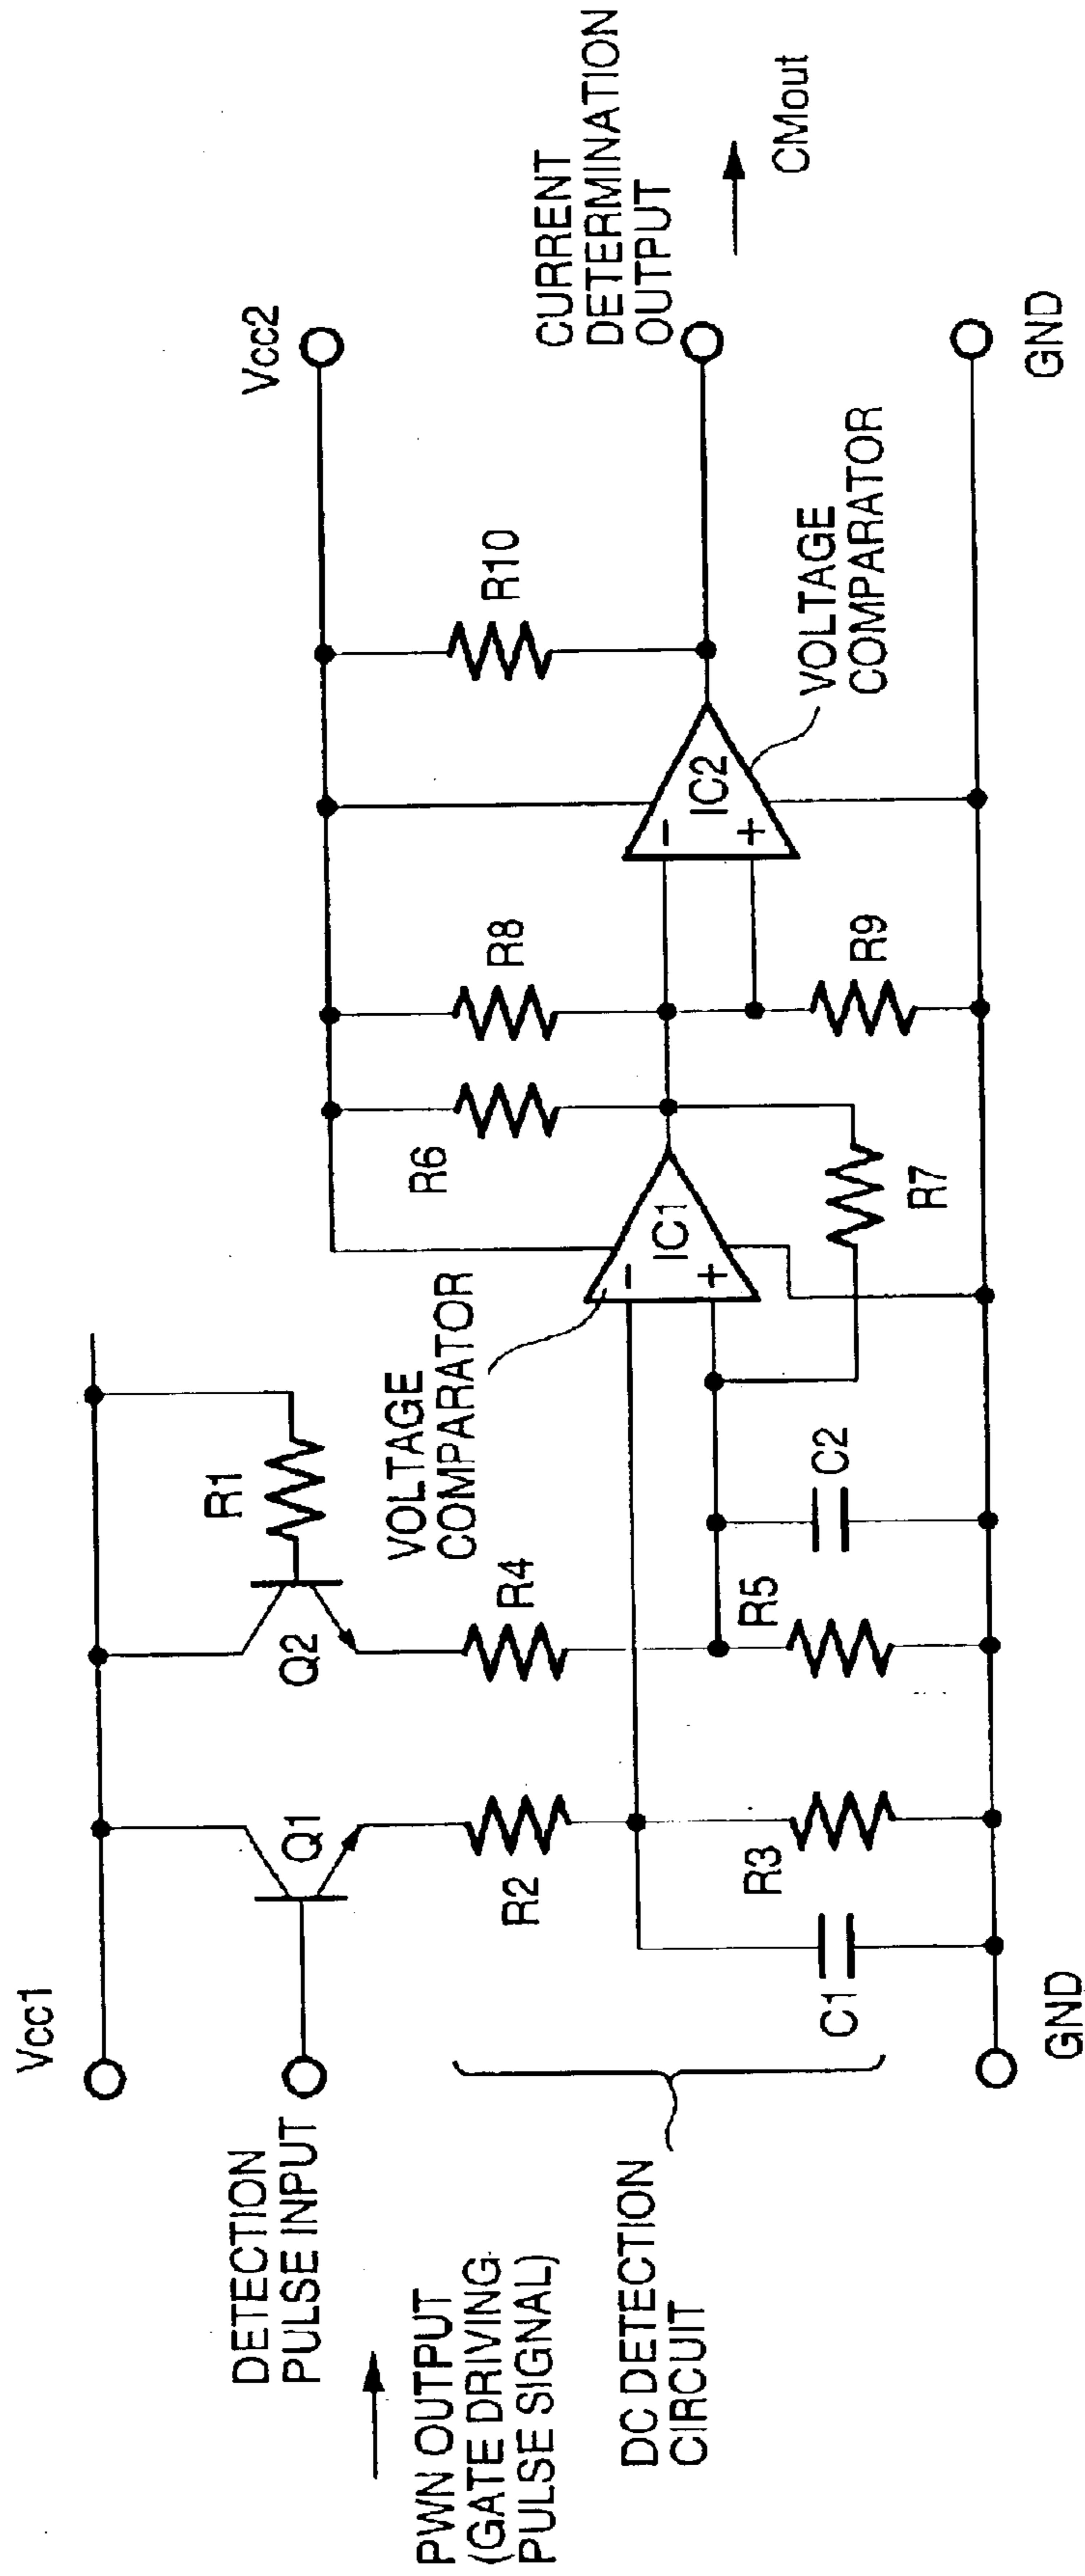 Vcc1
DETECTION
PULSE INPUT
PWN OUTPUT
(GATE DRIVING
PULSE SIGNAL)
DC DETECTION
CIRCUIT
Q1
Q2
R1
R2
R3
C1
R4
R5
C2
GND
VOLTAGE
COMPARATOR
IC1
−
+
R6
R7
R8
R9
IC2
−
+
VOLTAGE
COMPARATOR
R10
Vcc2
CURRENT
DETERMINATION
OUTPUT
CMout
GND